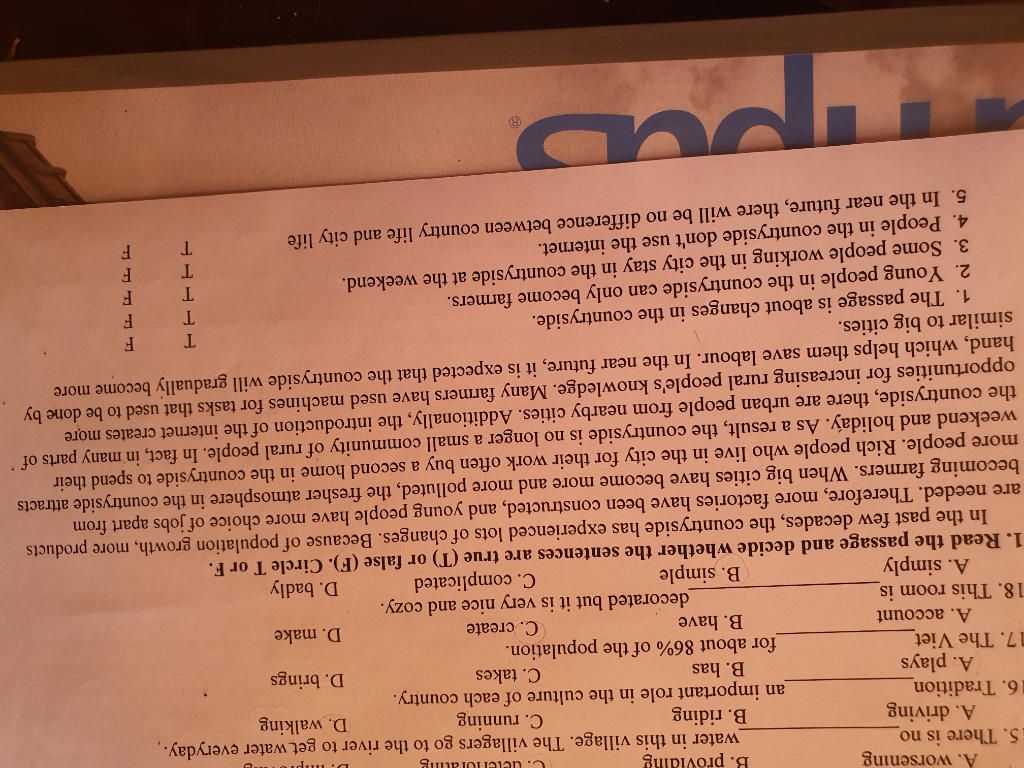 A. worsening B. providing C. deteriorating
15. There is no ______ water in this village. The villagers go to the river to get water everyday.
A. driving B. riding C. running D. walking
16. Tradition ______ an important role in the culture of each country.
A. plays B. has C. takes D. brings
17. The Viet ______ for about 86% of the population.
A. account B. have C. create D. make
18. This room is ______ decorated but it is very nice and cozy.
A. simply B. simple C. complicated D. badly
1. Read the passage and decide whether the sentences are true (T) or false (F). Circle T or F.
In the past few decades, the countryside has experienced lots of changes. Because of population growth, more products
are needed. Therefore, more factories have been constructed, and young people have more choice of jobs apart from
becoming farmers. When big cities have become more and more polluted, the fresher atmosphere in the countryside attracts
more people. Rich people who live in the city for their work often buy a second home in the countryside to spend their
weekend and holiday. As a result, the countryside is no longer a small community of rural people. In fact, in many parts of
the countryside, there are urban people from nearby cities. Additionally, the introduction of the internet creates more
opportunities for increasing rural people's knowledge. Many farmers have used machines for tasks that used to be done by
hand, which helps them save labour. In the near future, it is expected that the countryside will gradually become more
similar to big cities.
1. The passage is about changes in the countryside. T F
2. Young people in the countryside can only become farmers. T F
3. Some people working in the city stay in the countryside at the weekend. T F
4. People in the countryside don't use the internet. T F
5. In the near future, there will be no difference between country life and city life T F
®